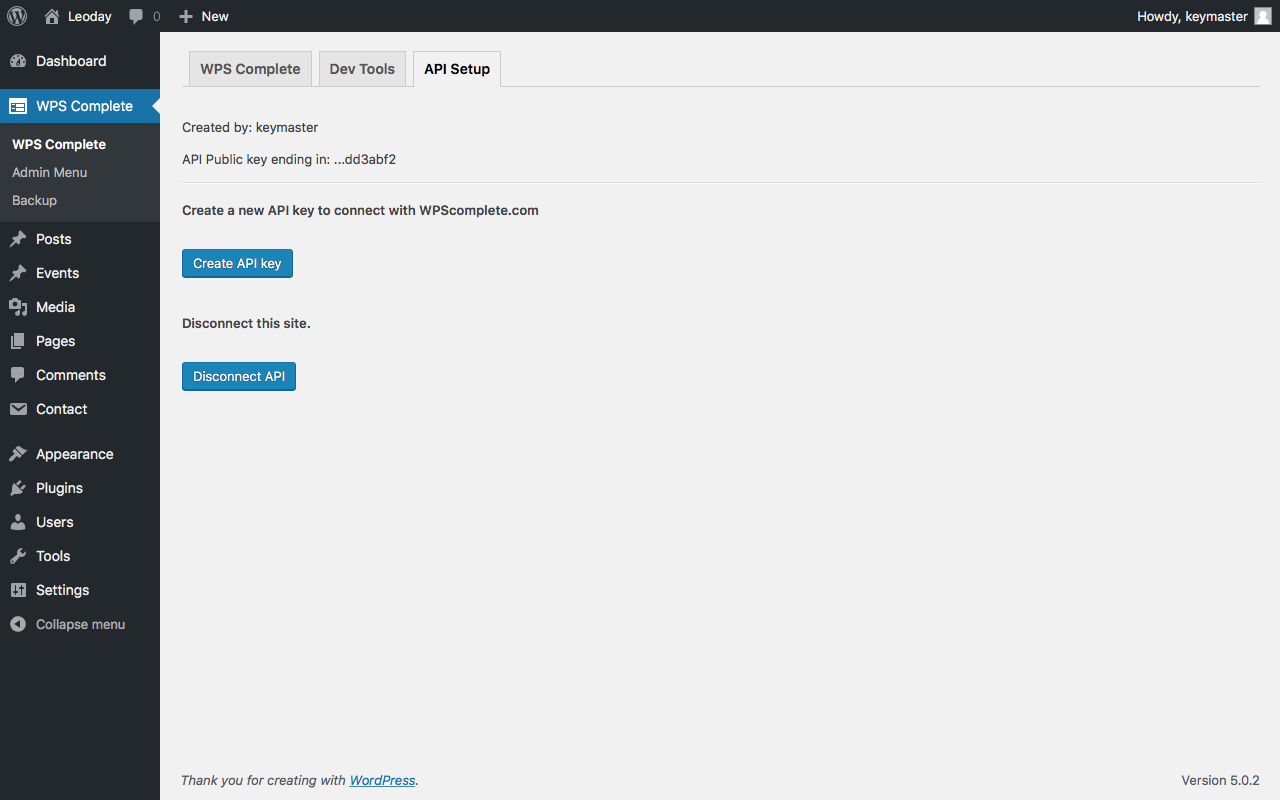 Leoday 0 New Howdy, keymaster
Dashboard
WPS Complete
WPS Complete
Admin Menu
Backup
Posts
Events
Media
Pages
Comments
Contact
Appearance
Plugins
Users
Tools
Settings
Collapse menu
WPS Complete Dev Tools API Setup
Created by: keymaster
API Public key ending in: ...dd3abf2
Create a new API key to connect with WPScomplete.com
Create API key
Disconnect this site.
Disconnect API
Thank you for creating with WordPress. Version 5.0.2